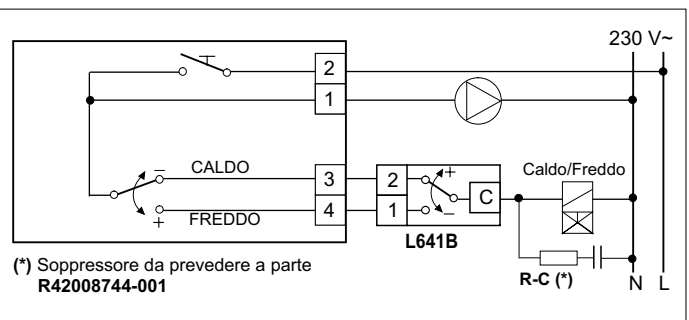 230 V~
2
1
CALDO
3
FREDDO
4
2
1
C
L641B
Caldo/Freddo
R-C (*)
N L
(*) Soppressore da prevedere a parte
R42008744-001